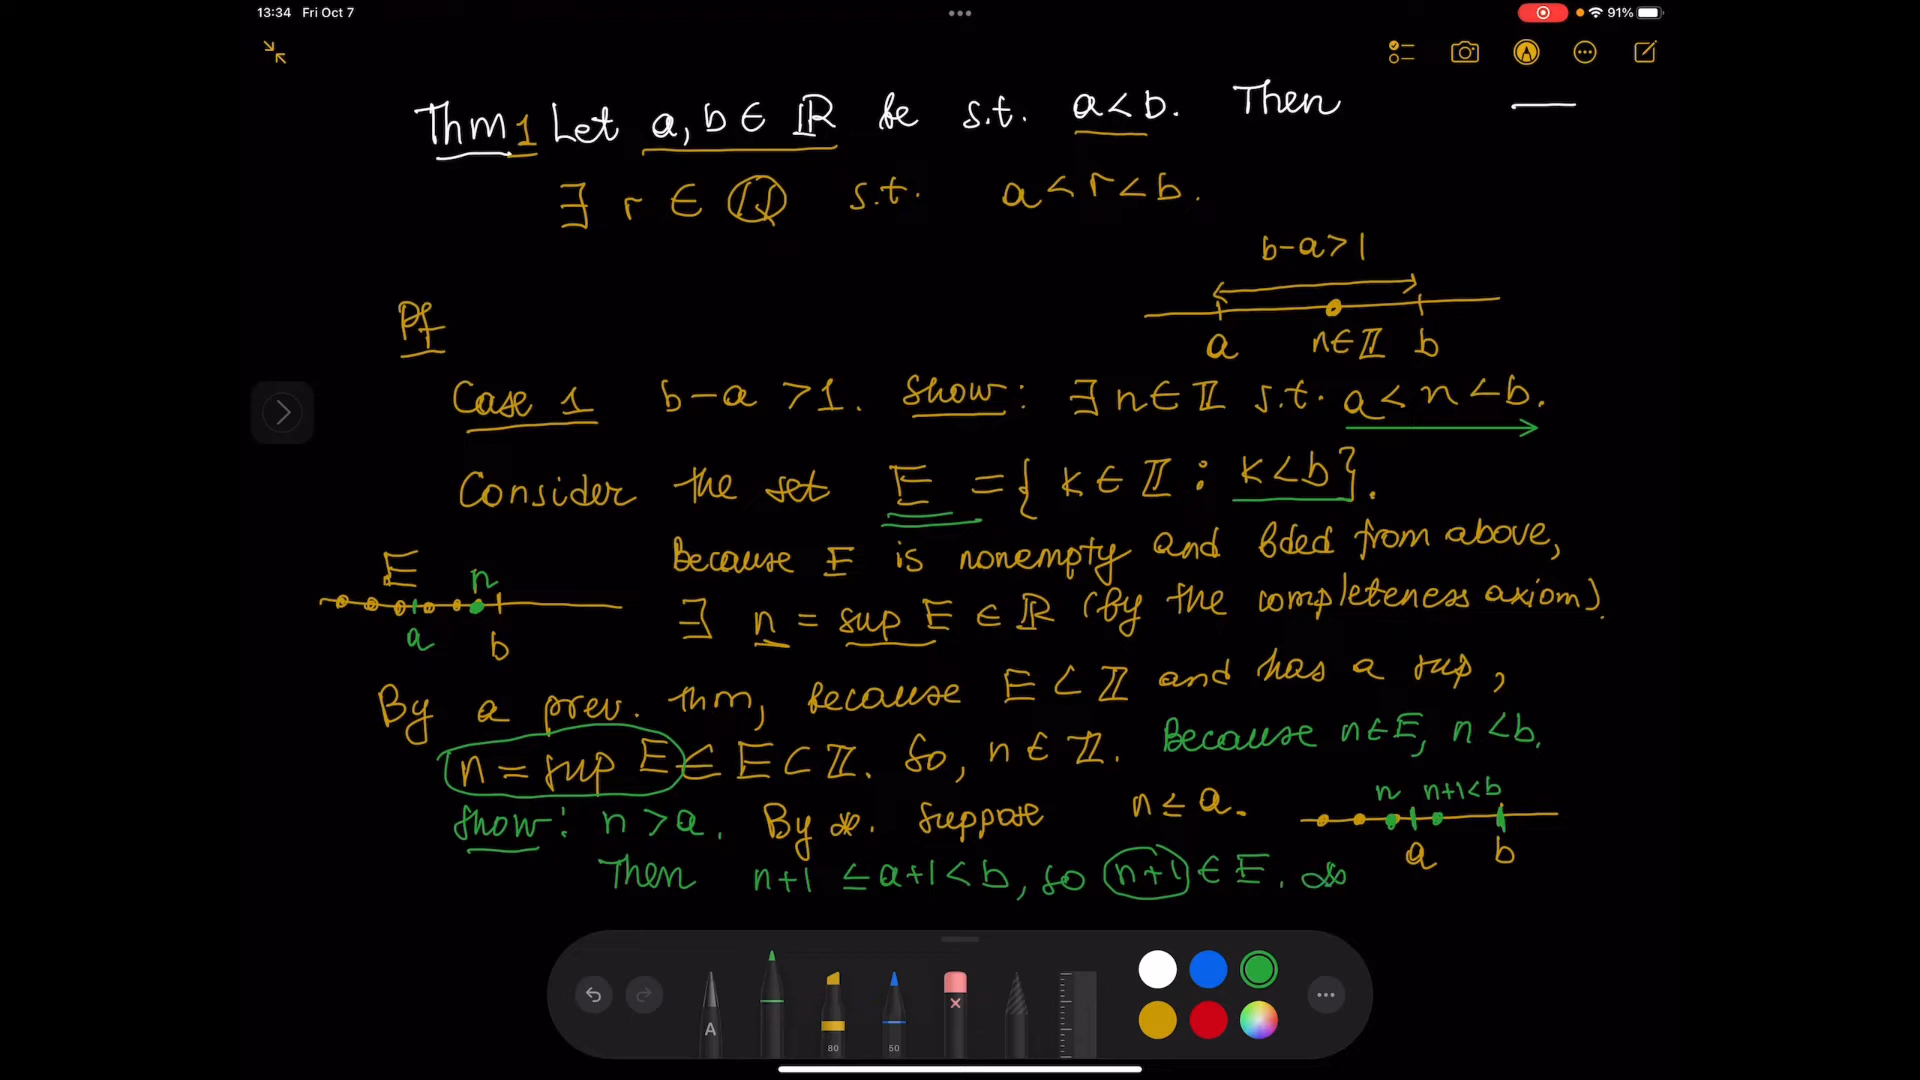 13:34 Fri Oct 7
91%
Thm 1 Let a, b ∈ ℝ be s.t. a < b. Then
∃ r ∈ ℚ s.t. a < r < b.
b - a > 1
a n ∈ ℤ b
Pf
Case 1 b - a > 1. Show: ∃ n ∈ ℤ s.t. a < n < b.
Consider the set E = { k ∈ ℤ : k < b }.
Because E is nonempty and bded from above,
E n
a b
∃ n = sup E ∈ ℝ (by the completeness axiom).
By a prev. thm, because E ⊂ ℤ and has a sup,
n = sup E ∈ E ⊂ ℤ. So, n ∈ ℤ. Because n ∈ E, n < b.
Show: n > a. By ※. Suppose n ≤ a.
n n+1 < b
a b
Then n+1 ≤ a+1 < b, so n+1 ∈ E. ※
A
80
50